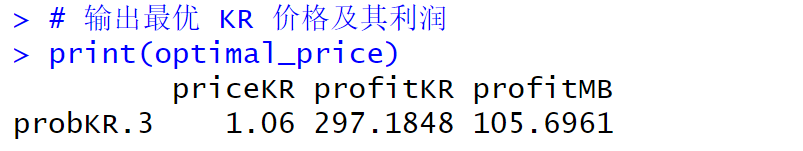 > # 输出最优 KR 价格及其利润
> print(optimal_price)
priceKR profitKR profitMB
probKR.3 1.06 297.1848 105.6961